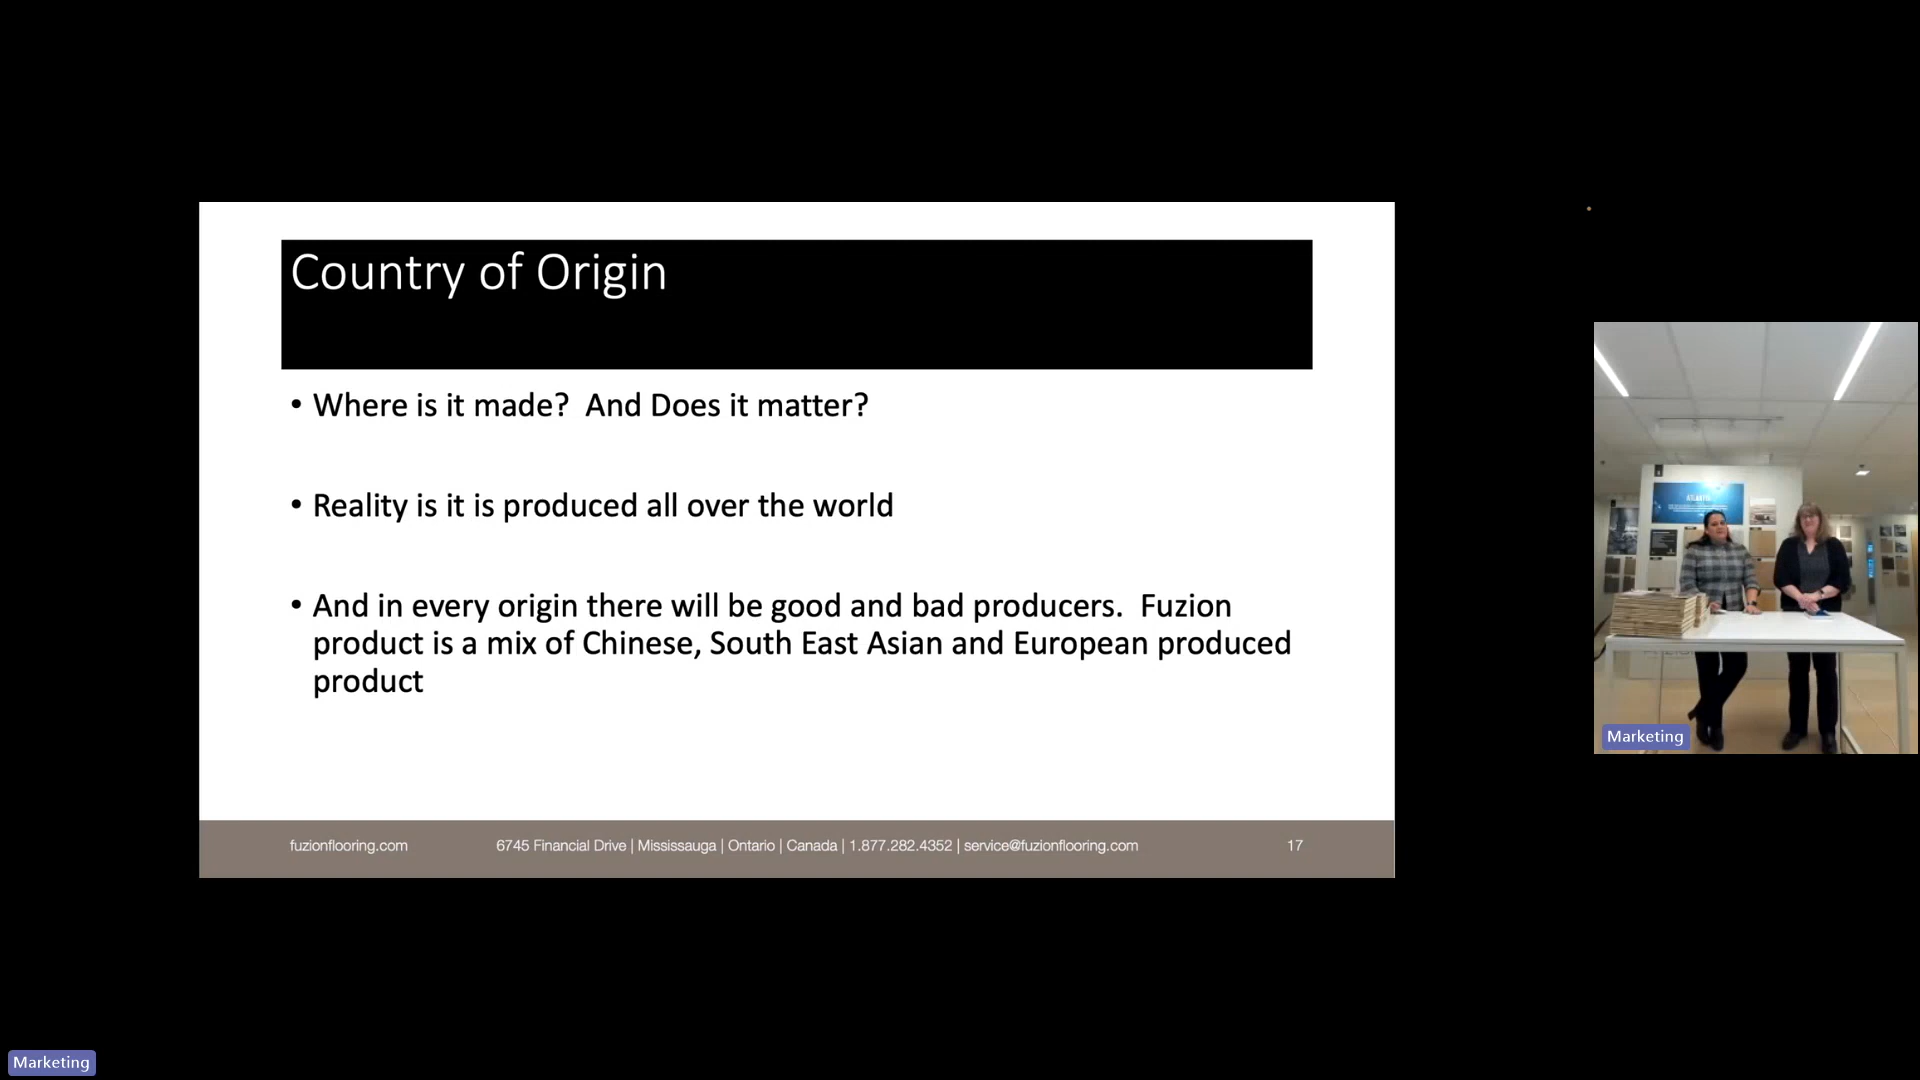 Country of Origin
• Where is it made?  And Does it matter?
• Reality is it is produced all over the world
• And in every origin there will be good and bad producers.  Fuzion
product is a mix of Chinese, South East Asian and European produced
product
fuzionflooring.com 6745 Financial Drive | Mississauga | Ontario | Canada | 1.877.282.4352 | service@fuzionflooring.com 17
Marketing
Marketing